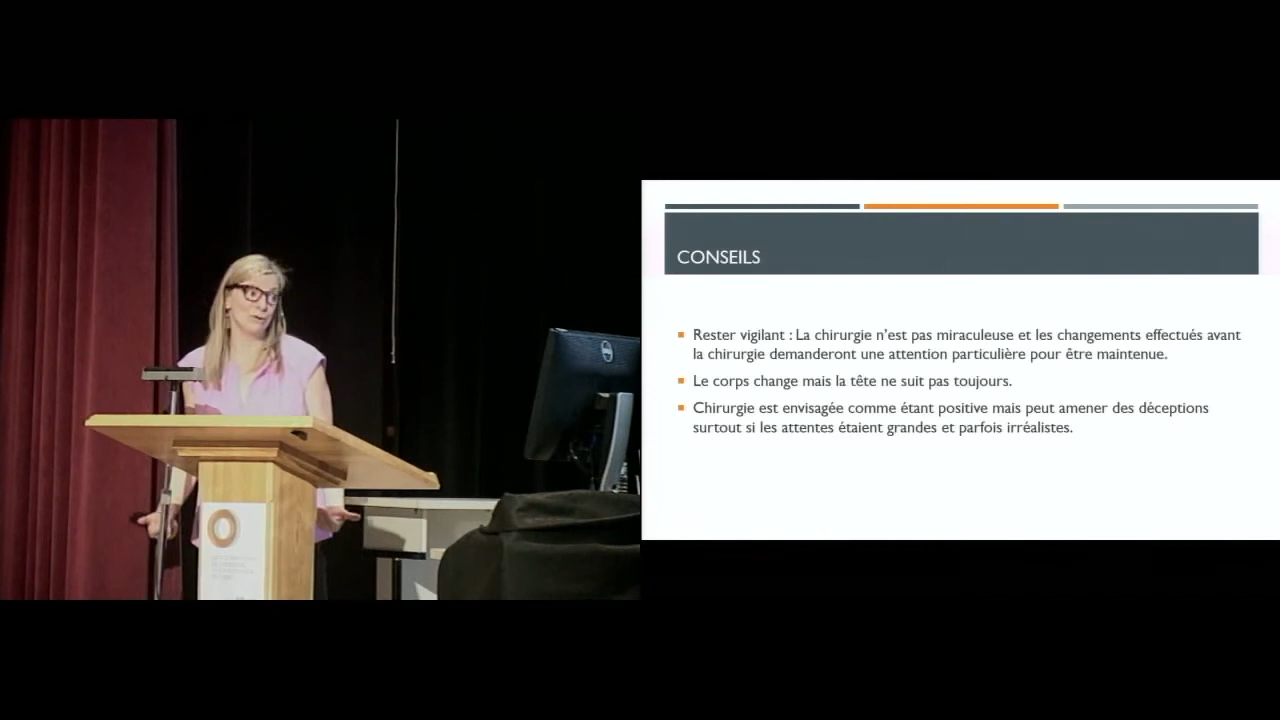 CONSEILS
Rester vigilant : La chirurgie n'est pas miraculeuse et les changements effectués avant
la chirurgie demanderont une attention particulière pour être maintenue.
Le corps change mais la tête ne suit pas toujours.
Chirurgie est envisagée comme étant positive mais peut amener des déceptions
surtout si les attentes étaient grandes et parfois irréalistes.